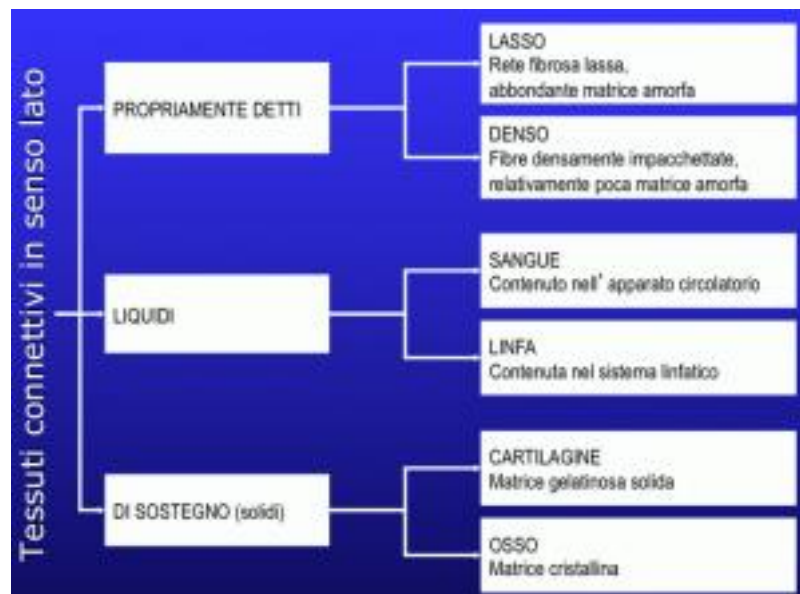 Tessuti connettivi in senso lato
PROPRIAMENTE DETTI
LASSO
Rete fibrosa lassa,
abbondante matrice amorfa
DENSO
Fibre densamente impacchettate,
relativamente poca matrice amorfa
LIQUIDI
SANGUE
Contenuto nell' apparato circolatorio
LINFA
Contenuta nel sistema linfatico
DI SOSTEGNO (solidi)
CARTILAGINE
Matrice gelatinosa solida
OSSO
Matrice cristallina